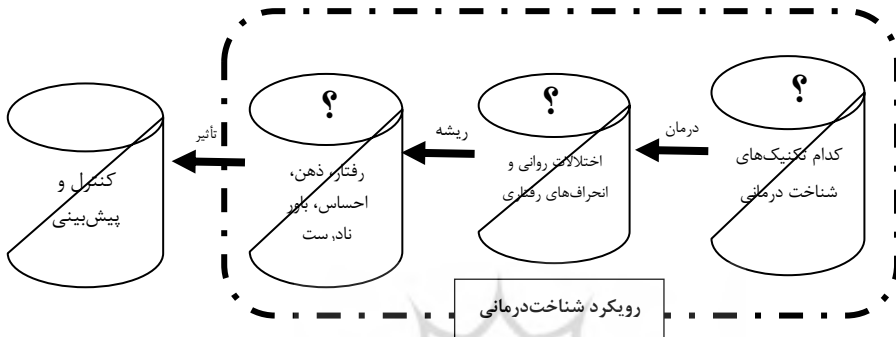 ؟
کدام تکنیک‌های
شناخت درمانی
درمان
؟
اختلالات روانی و
انحراف‌های رفتاری
ریشه
؟
رفتار، ذهن،
احساس، باور
نادرست
تأثیر
کنترل و
پیش‌بینی
رویکرد شناخت‌درمانی